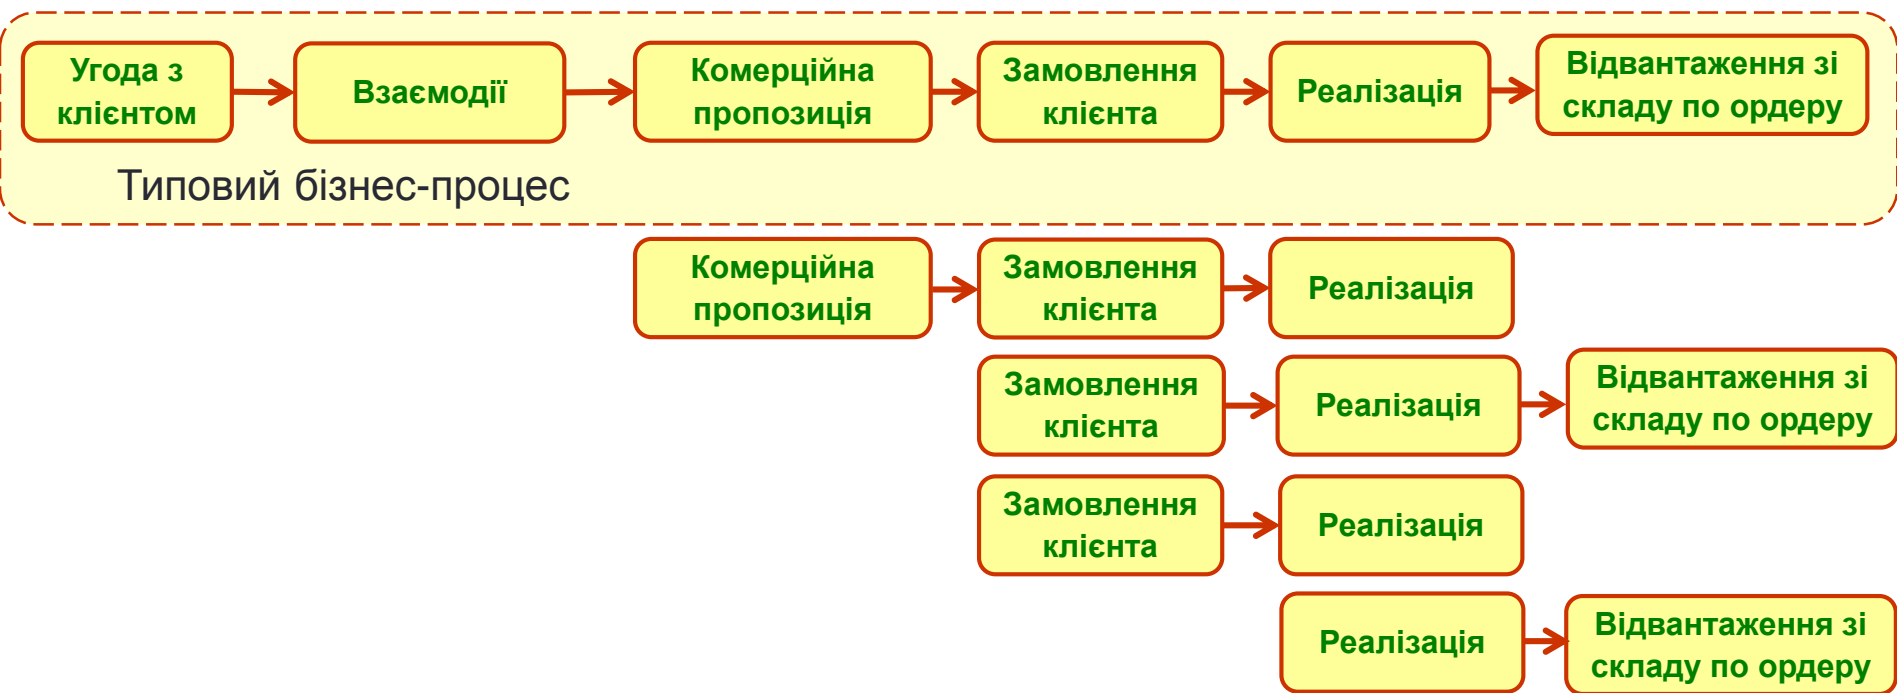 Угода з
клієнтом
Взаємодії
Комерційна
пропозиція
Замовлення
клієнта
Реалізація
Відвантаження зі
складу по ордеру
Типовий бізнес-процес
Комерційна
пропозиція
Замовлення
клієнта
Реалізація
Замовлення
клієнта
Реалізація
Відвантаження зі
складу по ордеру
Замовлення
клієнта
Реалізація
Реалізація
Відвантаження зі
складу по ордеру